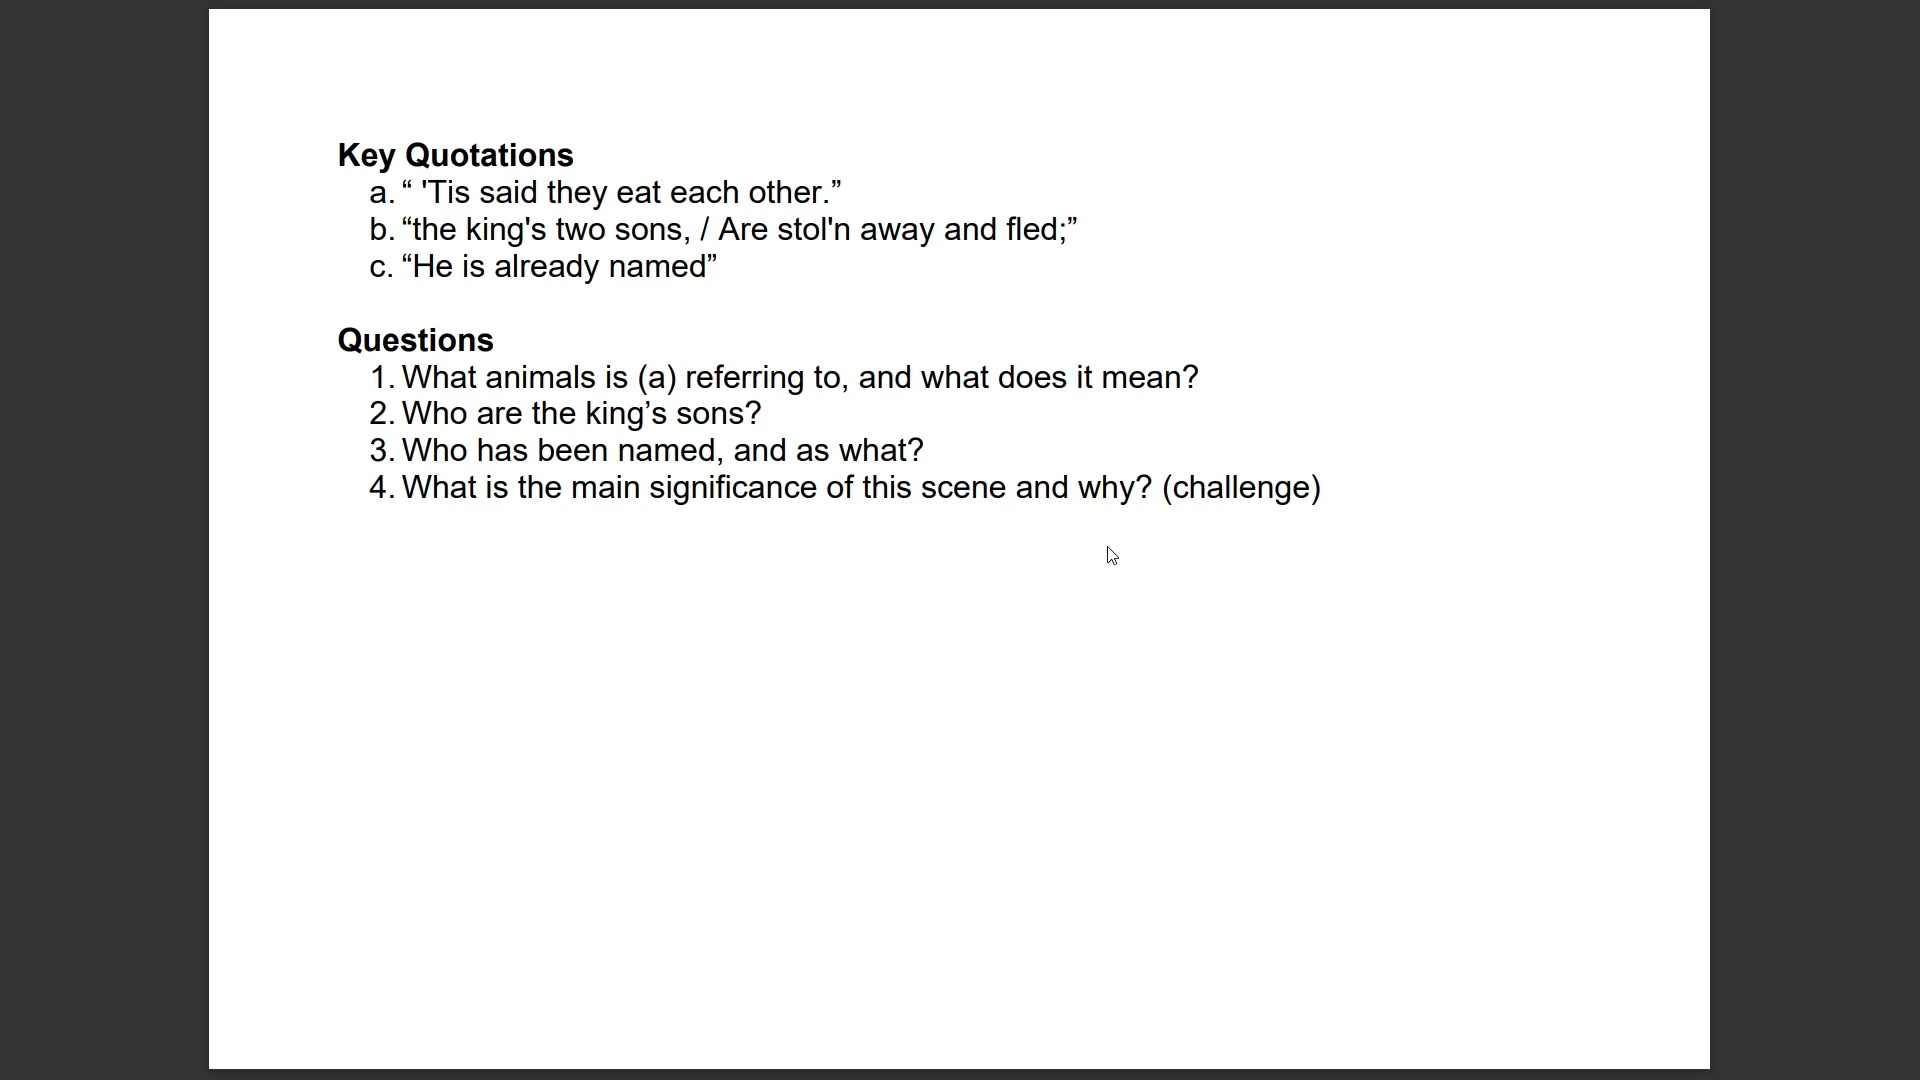 Key Quotations
a. “ 'Tis said they eat each other.”
b. “the king's two sons, / Are stol'n away and fled;”
c. “He is already named”
Questions
1. What animals is (a) referring to, and what does it mean?
2. Who are the king’s sons?
3. Who has been named, and as what?
4. What is the main significance of this scene and why? (challenge)